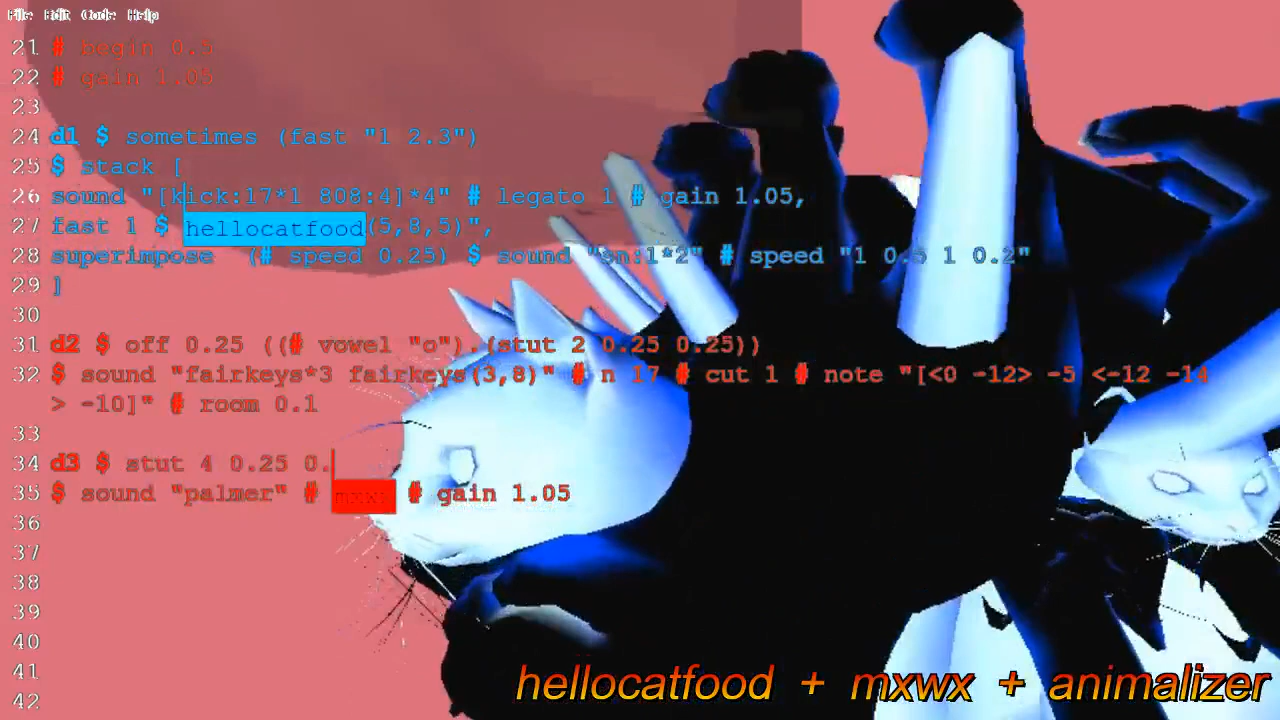 File Edit Code Help
21 # begin 0.5
22 # gain 1.05
23
24 d1 $ sometimes (fast "1 2.3")
25 $ stack [
26 sound "[kick:17*1 808:4]*4" # legato 1 # gain 1.05,
27 fast 1 $ hellocatfood(5,8,5)",
28 superimpose (# speed 0.25) $ sound "sn:1*2" # speed "1 0.5 1 0.2"
29 ]
30
31 d2 $ off 0.25 ((# vowel "o").(stut 2 0.25 0.25))
32 $ sound "fairkeys*3 fairkeys(3,8)" # n 17 # cut 1 # note "[<0 -12> -5 <-12 -14
> -10]" # room 0.1
33
34 d3 $ stut 4 0.25 0.
35 $ sound "palmer" # mxwx # gain 1.05
36
37
38
39
40
41
42
hellocatfood + mxwx + animalizer